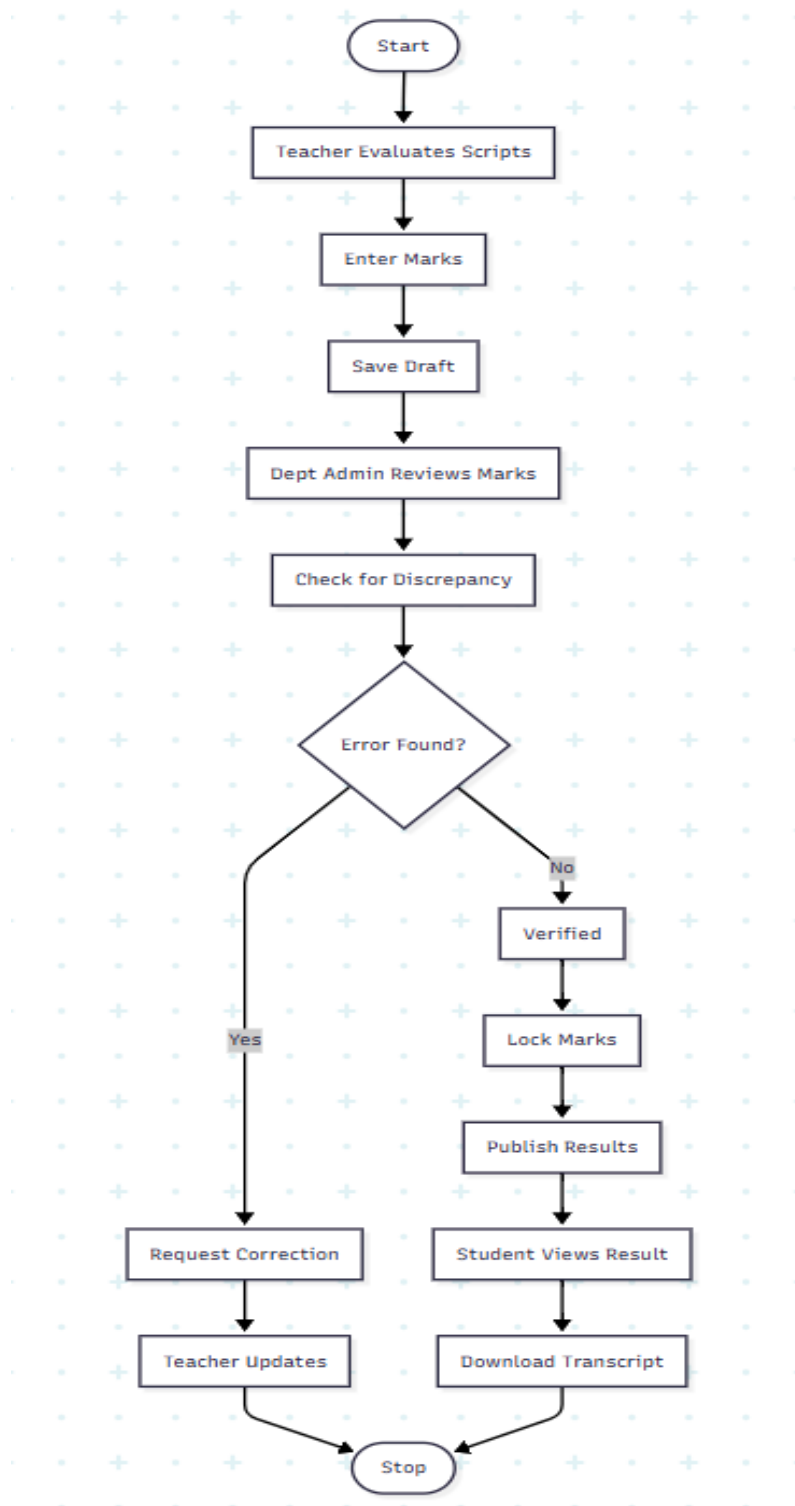 Start
Teacher Evaluates Scripts
Enter Marks
Save Draft
Dept Admin Reviews Marks
Check for Discrepancy
Error Found?
No
Verified
Yes
Lock Marks
Publish Results
Request Correction
Student Views Result
Teacher Updates
Download Transcript
Stop